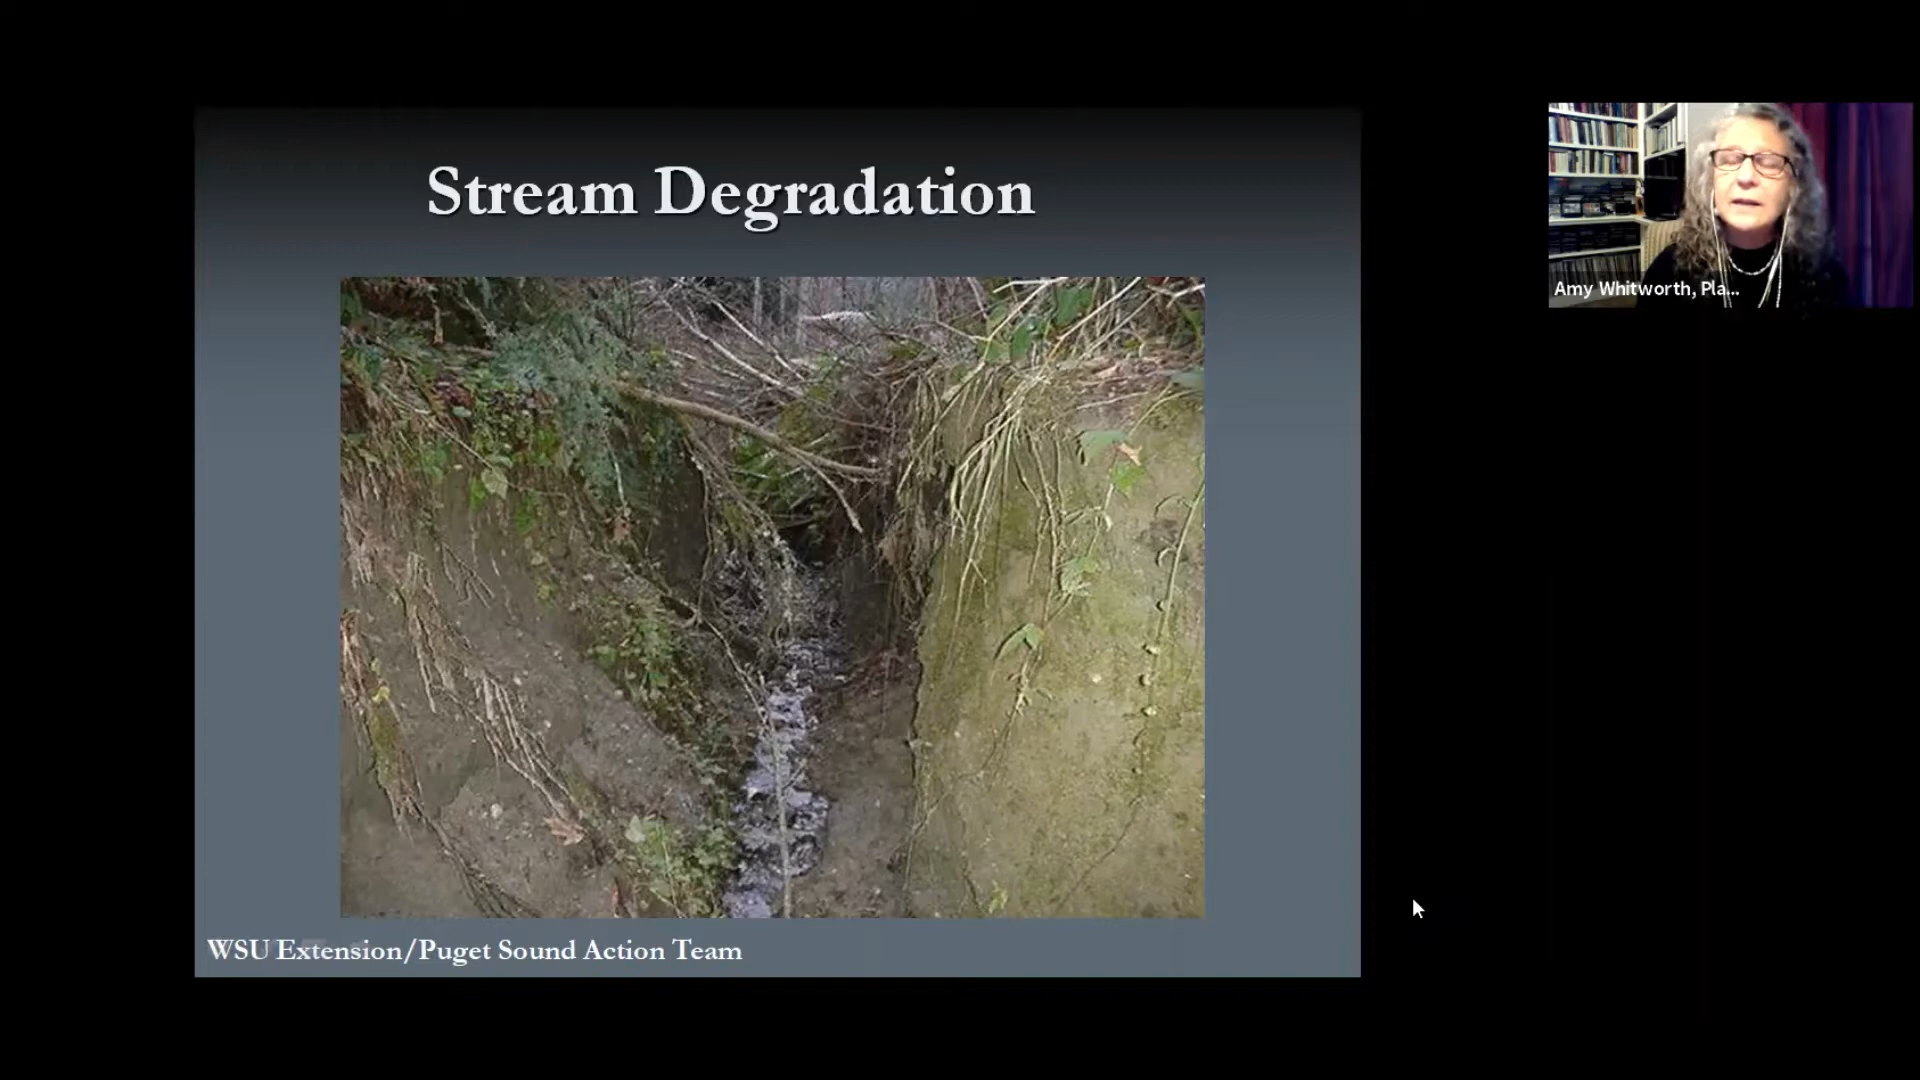 Stream Degradation
Amy Whitworth, Pla...
WSU Extension/Puget Sound Action Team